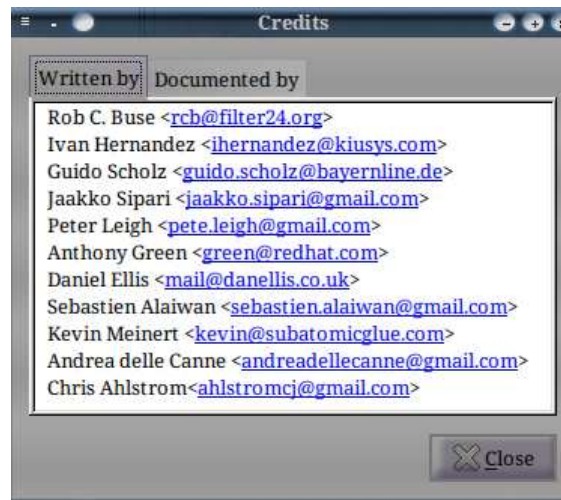 Credits
Written by Documented by
Rob C. Buse <rcb@filter24.org>
Ivan Hernandez <ihernandez@kiusys.com>
Guido Scholz <guido.scholz@bayernline.de>
Jaakko Sipari <jaakko.sipari@gmail.com>
Peter Leigh <pete.leigh@gmail.com>
Anthony Green <green@redhat.com>
Daniel Ellis <mail@danellis.co.uk>
Sebastien Alaiwan <sebastien.alaiwan@gmail.com>
Kevin Meinert <kevin@subatomicglue.com>
Andrea delle Canne <andreadellecanne@gmail.com>
Chris Ahlstrom<ahlstromcj@gmail.com>
Close